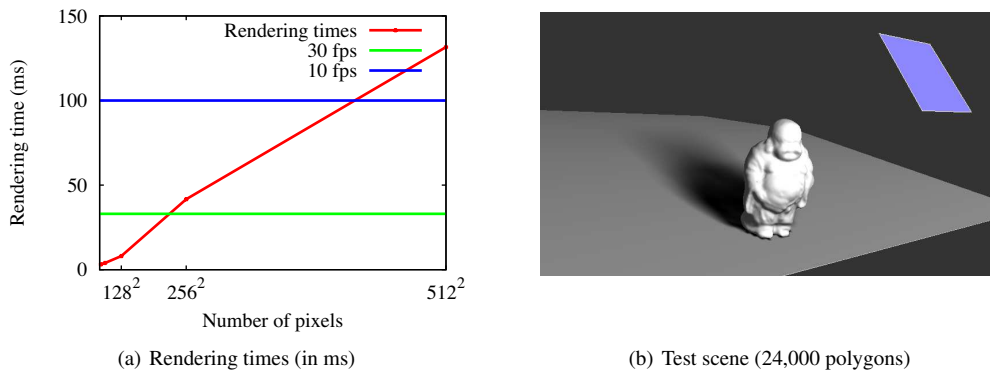 150
100
50
0
Rendering time (ms)
Rendering times
30 fps
10 fps
128²
256²
512²
Number of pixels
(a) Rendering times (in ms)
(b) Test scene (24,000 polygons)